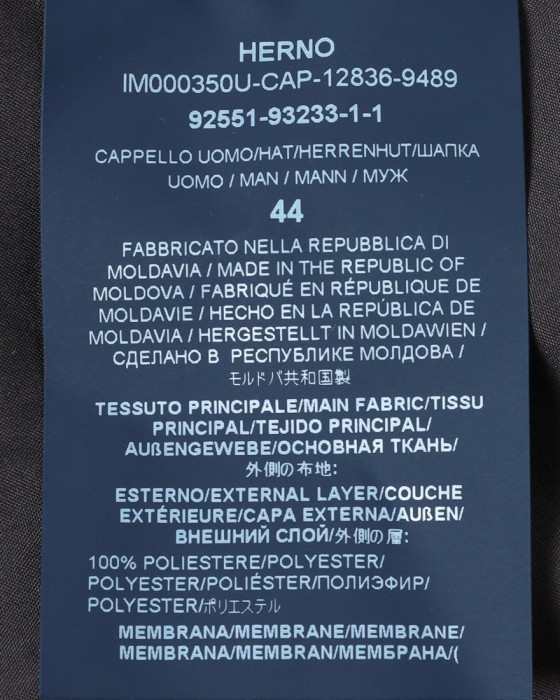 HERNO
IM000350U-CAP-12836-9489
92551-93233-1-1
CAPPELLO UOMO/HAT/HERRENHUT/ШАПКА
UOMO / MAN / MANN / МУЖ
44
FABBRICATO NELLA REPUBBLICA DI
MOLDAVIA / MADE IN THE REPUBLIC OF
MOLDOVA / FABRIQUÉ EN RÉPUBLIQUE DE
MOLDAVIE / HECHO EN LA REPÚBLICA DE
MOLDAVIA / HERGESTELLT IN MOLDAWIEN /
СДЕЛАНО В РЕСПУБЛИКЕ МОЛДОВА /
モルドバ共和国製
TESSUTO PRINCIPALE/MAIN FABRIC/TISSU
PRINCIPAL/TEJIDO PRINCIPAL/
AUßENGEWEBE/ОСНОВНАЯ ТКАНЬ/
外側の布地:
ESTERNO/EXTERNAL LAYER/COUCHE
EXTÉRIEURE/CAPA EXTERNA/AUßEN/
ВНЕШНИЙ СЛОЙ/外側の層:
100% POLIESTERE/POLYESTER/
POLYESTER/POLIÉSTER/ПОЛИЭФИР/
POLYESTER/ポリエステル
MEMBRANA/MEMBRANE/MEMBRANE/
MEMBRANA/MEMBRAN/МЕМБРАНА/(